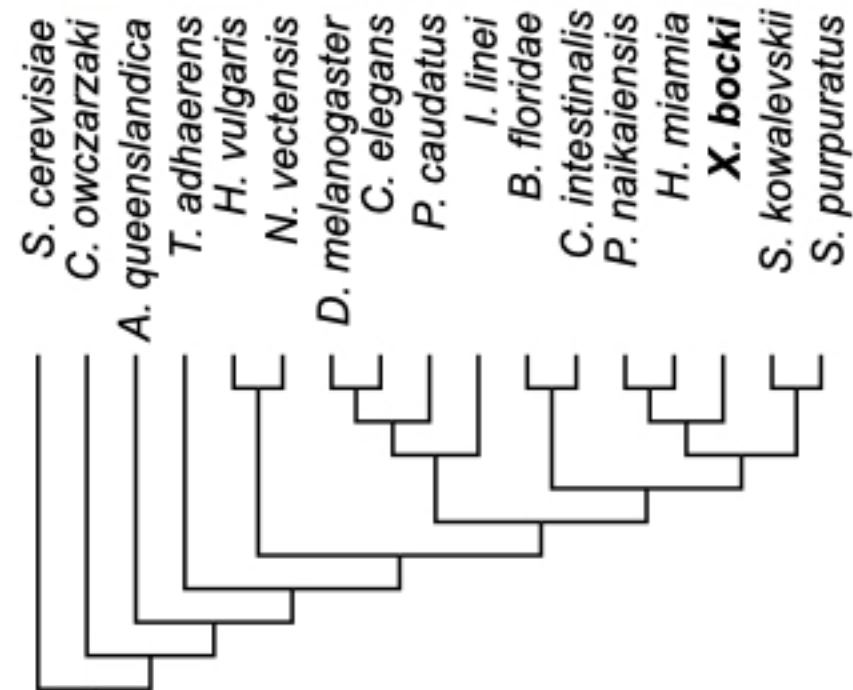 S. cerevisiae
C. owczarzaki
A. queenslandica
T. adhaerens
H. vulgaris
N. vectensis
D. melanogaster
C. elegans
P. caudatus
I. linei
B. floridae
C. intestinalis
P. naikaiensis
H. miamia
X. bocki
S. kowalevskii
S. purpuratus